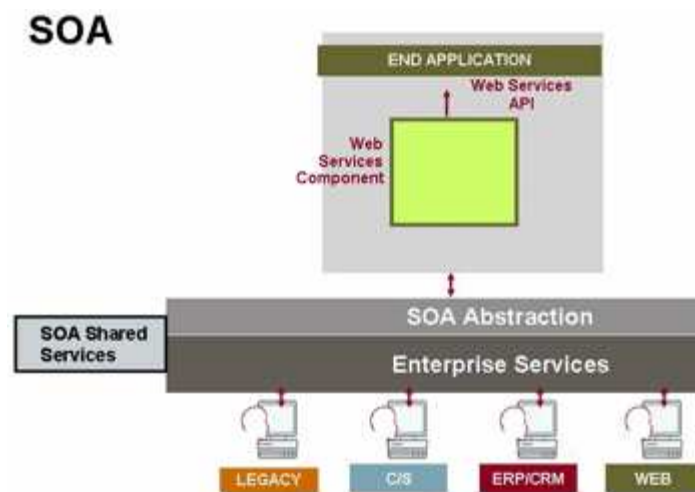 SOA
END APPLICATION
Web Services
API
Web
Services
Component
SOA Abstraction
SOA Shared
Services
Enterprise Services
LEGACY
C/S
ERP/CRM
WEB